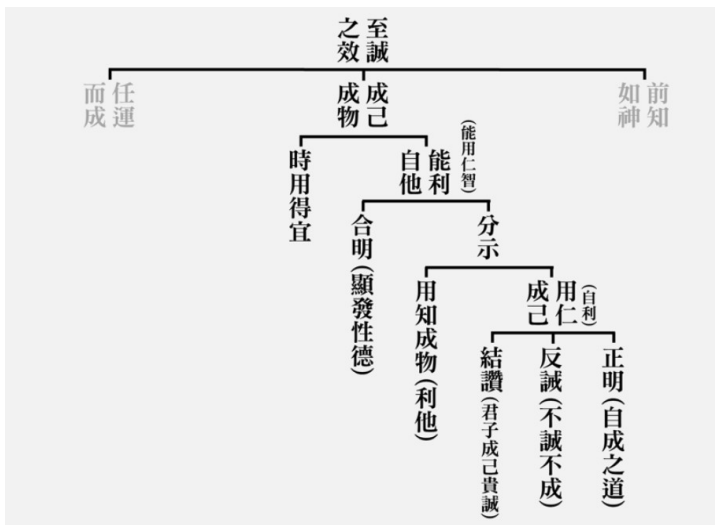 至誠
之效
前知
如神
成己
成物
任運
而成
(能用仁智)
能利
自他
時用得宜
分示
合明(顯發性德)
(自利)
用仁
成己
用知成物(利他)
正明(自成之道)
反誡(不誠不成)
結讚(君子成己貴誠)